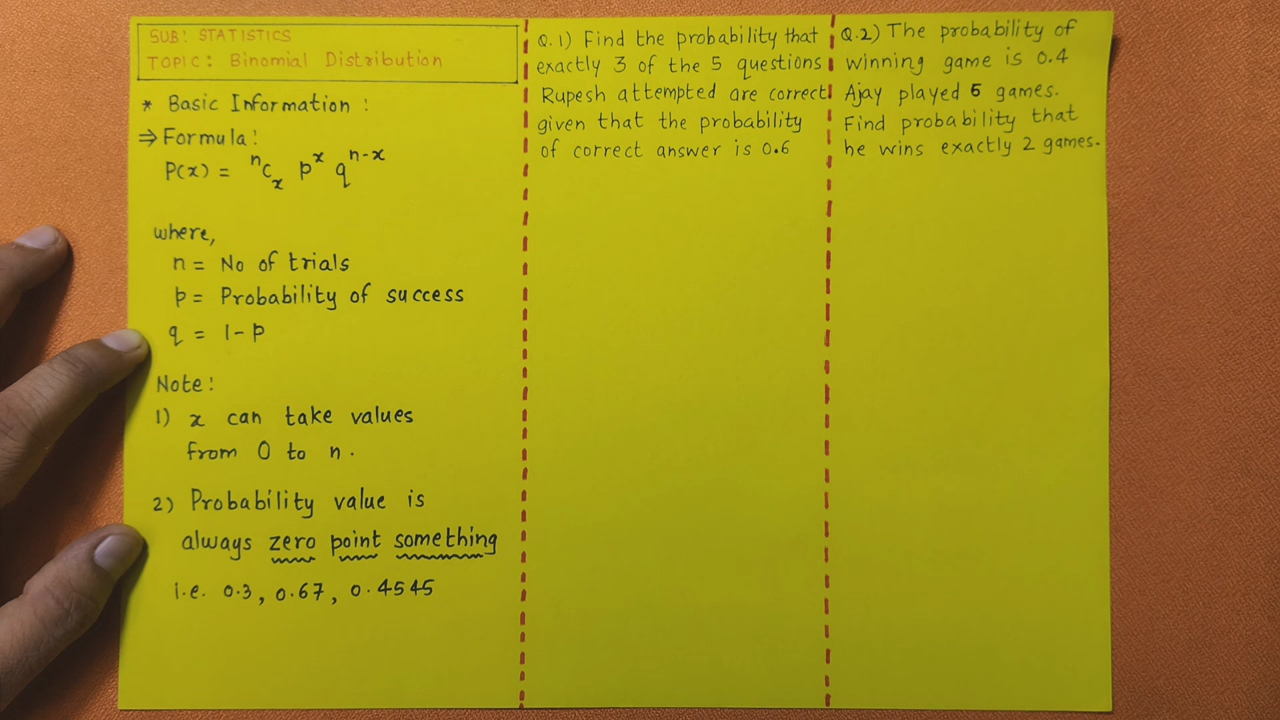 SUB: STATISTICS
TOPIC: Binomial Distribution
* Basic Information :
⇒ Formula :
P(x) = ⁿCₓ pˣ qⁿ⁻ˣ
where,
n = No of trials
p = Probability of success
q = 1 - p
Note :
1) x can take values
from 0 to n.
2) Probability value is
always zero point something
i.e. 0.3, 0.67, 0.4545
Q.1) Find the probability that
exactly 3 of the 5 questions
Rupesh attempted are correct
given that the probability
of correct answer is 0.6
Q.2) The probability of
winning game is 0.4
Ajay played games.
Find probability that
he wins exactly 2 games.